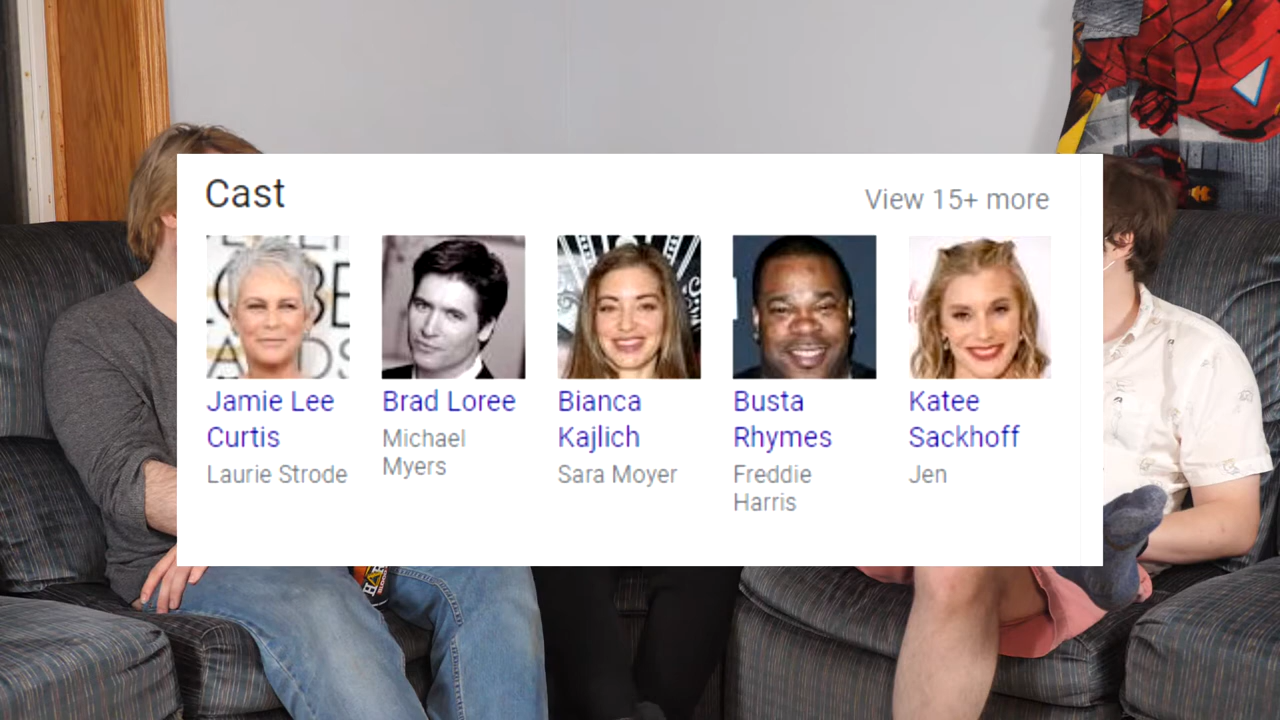 Cast
View 15+ more
Jamie Lee
Curtis
Laurie Strode
Brad Loree
Michael
Myers
Bianca
Kajlich
Sara Moyer
Busta
Rhymes
Freddie
Harris
Katee
Sackhoff
Jen